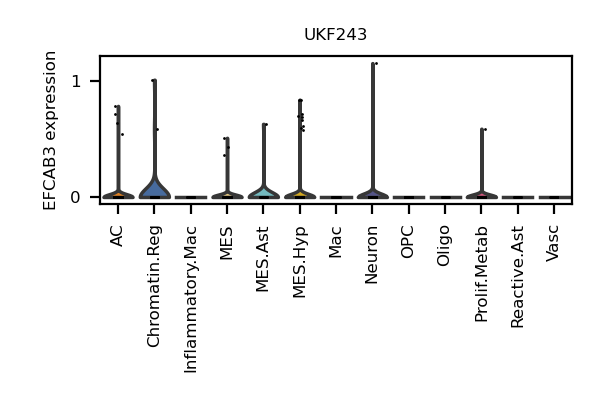 UKF243
EFCAB3 expression
1
0
AC
Chromatin.Reg
Inflammatory.Mac
MES
MES.Ast
MES.Hyp
Mac
Neuron
OPC
Oligo
Prolif.Metab
Reactive.Ast
Vasc